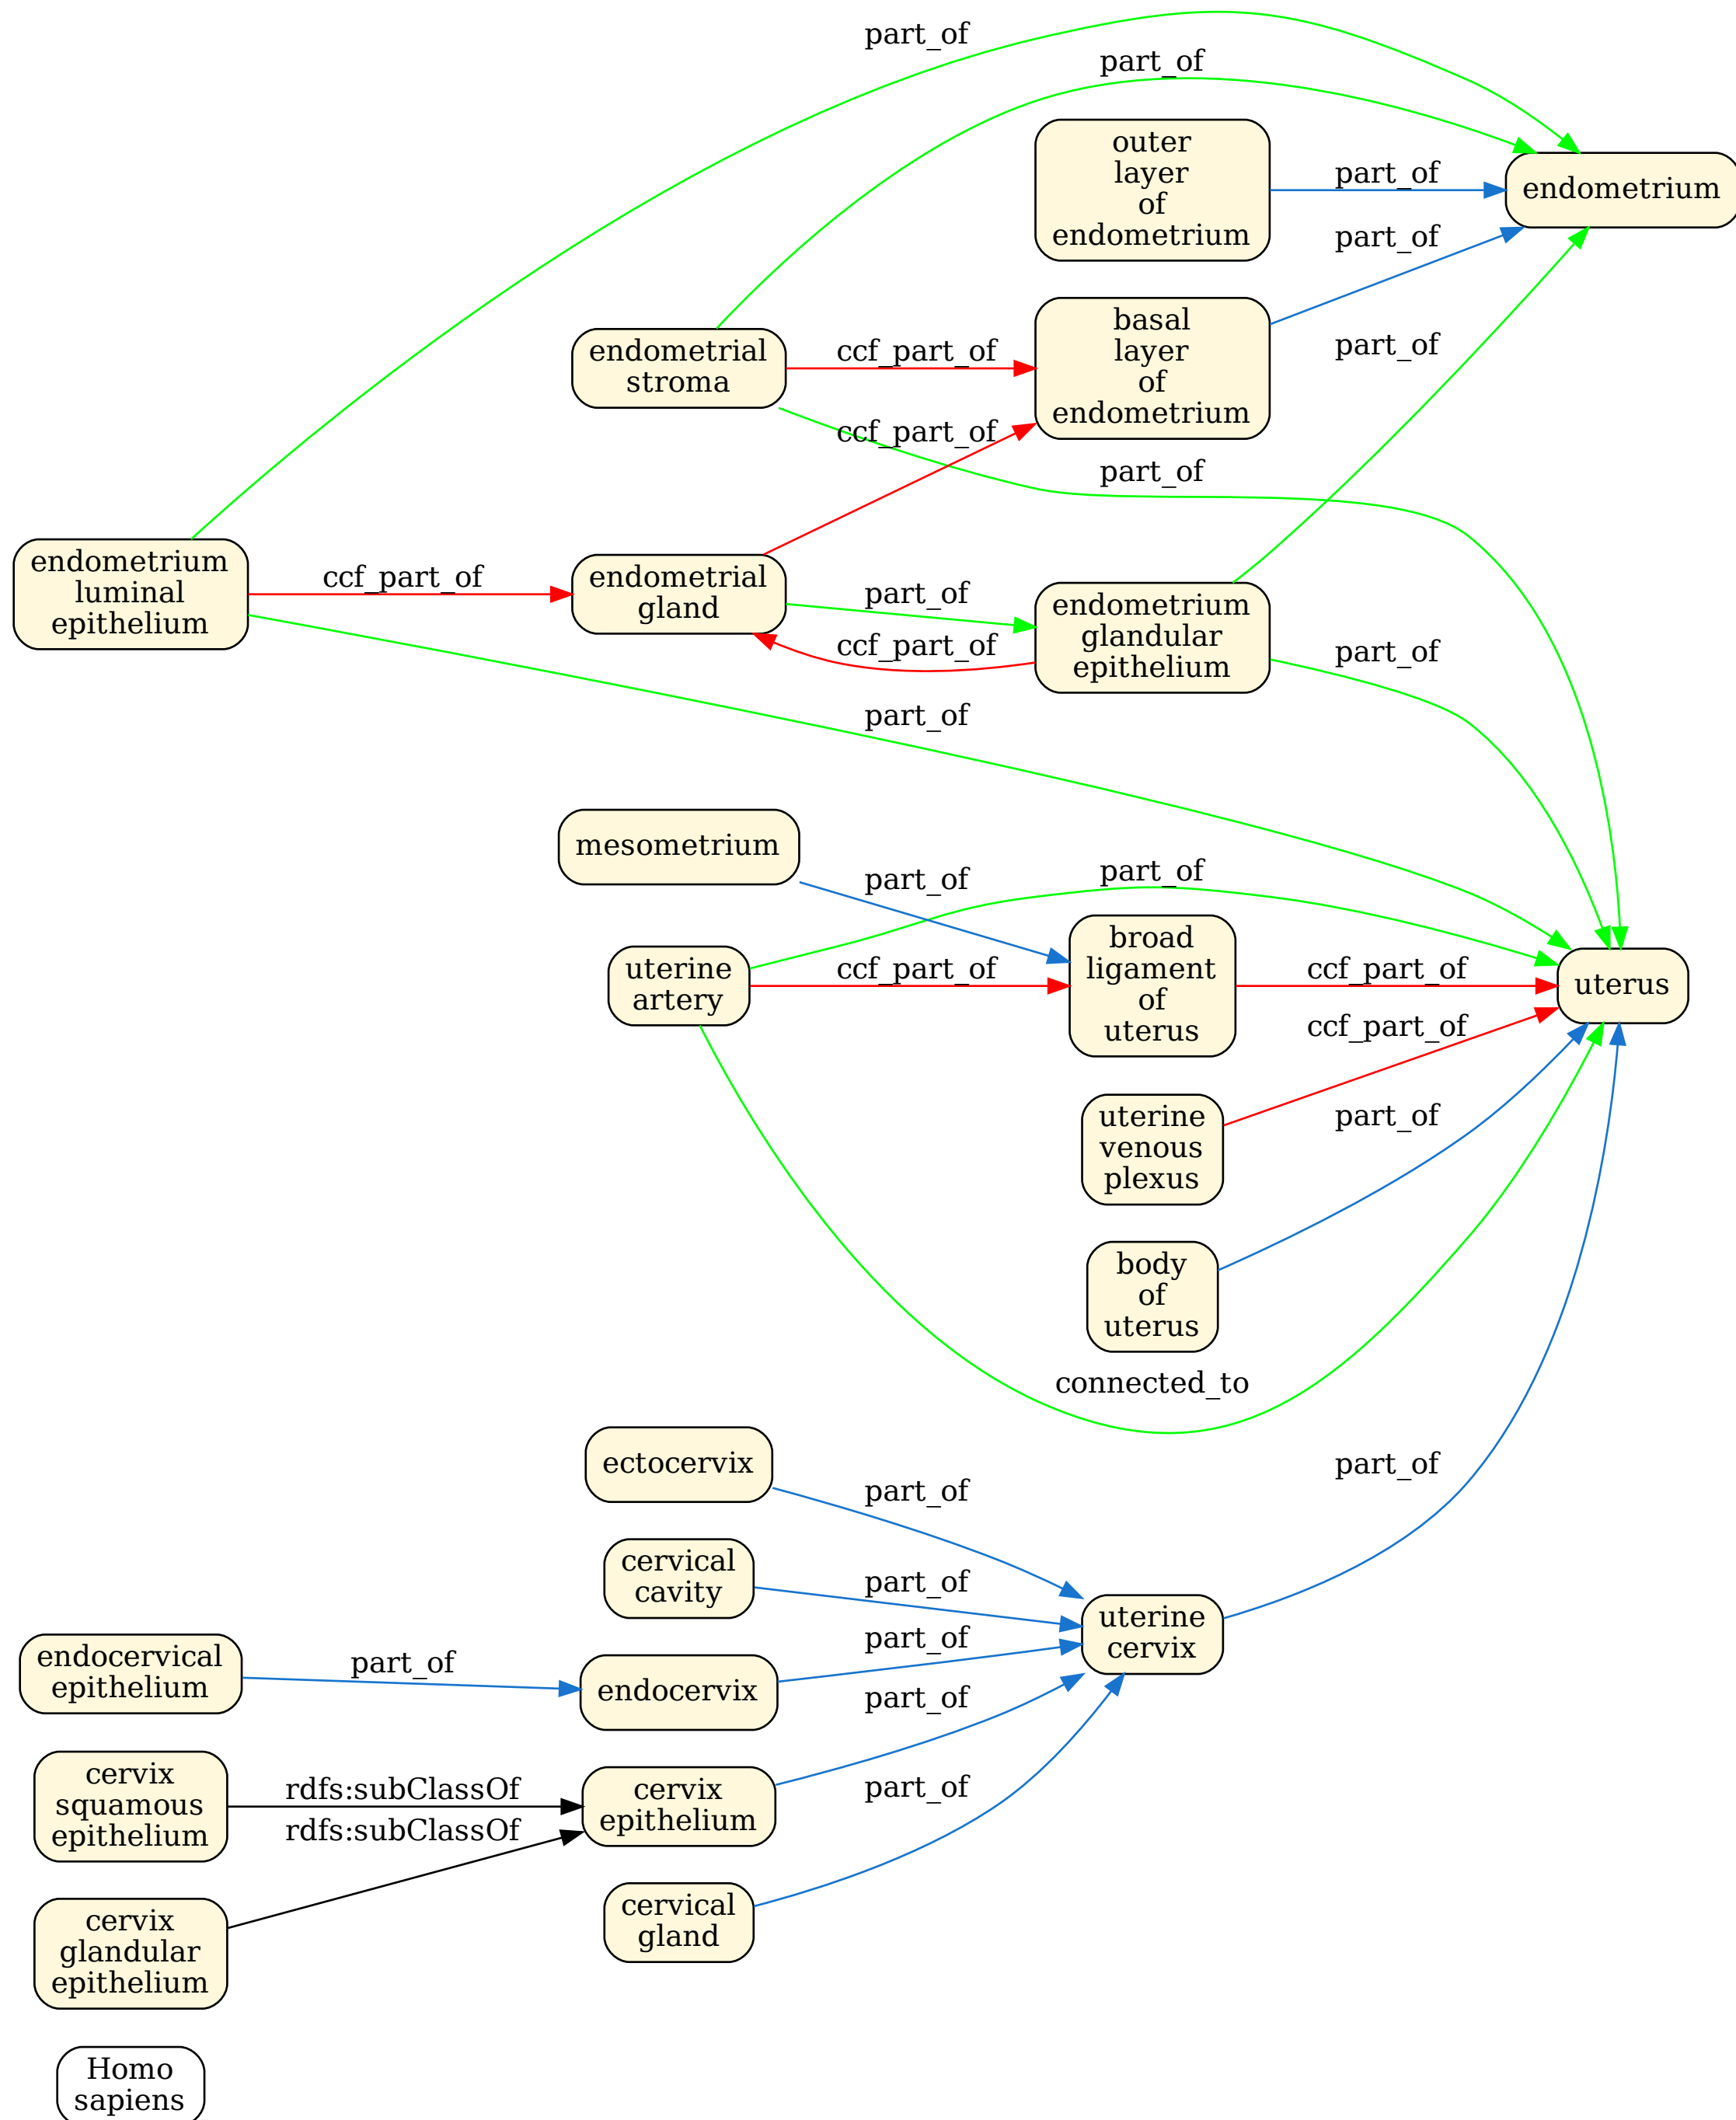 part_of
part_of
outer
layer
of
endometrium
part_of
endometrium
part_of
basal
layer
of
endometrium
endometrial
stroma
ccf_part_of
part_of
ccf_part_of
part_of
endometrium
luminal
epithelium
ccf_part_of
endometrial
gland
part_of
ccf_part_of
endometrium
glandular
epithelium
part_of
part_of
mesometrium
part_of
part_of
uterine
artery
ccf_part_of
broad
ligament
of
uterus
ccf_part_of
uterus
ccf_part_of
uterine
venous
plexus
part_of
body
of
uterus
connected_to
ectocervix
part_of
part_of
cervical
cavity
part_of
uterine
cervix
endocervical
epithelium
part_of
endocervix
part_of
part_of
cervix
squamous
epithelium
rdfs:subClassOf
rdfs:subClassOf
cervix
epithelium
part_of
cervix
glandular
epithelium
cervical
gland
Homo
sapiens